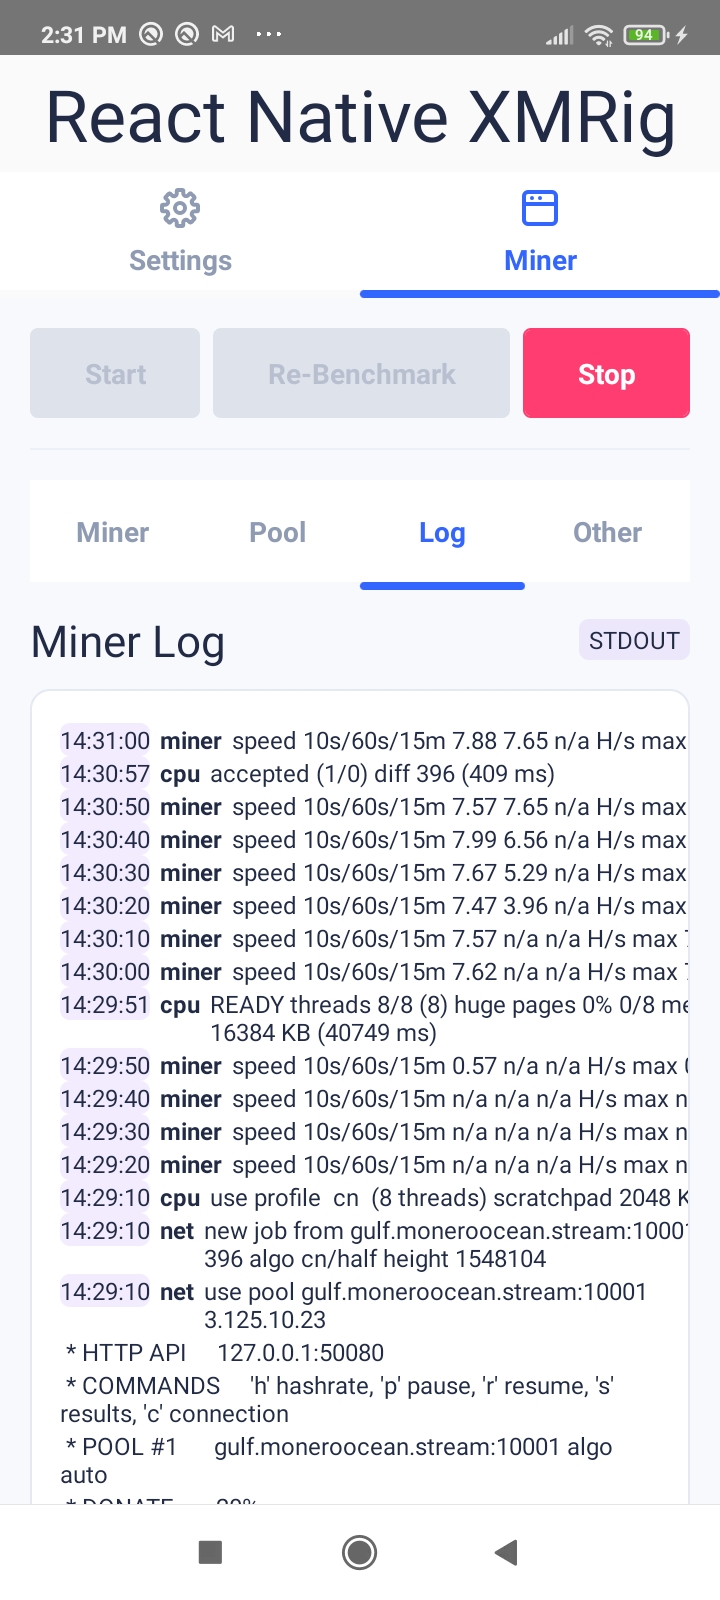 2:31 PM
94
React Native XMRig
Settings
Miner
Start
Re-Benchmark
Stop
Miner
Pool
Log
Other
Miner Log
STDOUT
14:31:00 miner speed 10s/60s/15m 7.88 7.65 n/a H/s max
14:30:57 cpu accepted (1/0) diff 396 (409 ms)
14:30:50 miner speed 10s/60s/15m 7.57 7.65 n/a H/s max
14:30:40 miner speed 10s/60s/15m 7.99 6.56 n/a H/s max
14:30:30 miner speed 10s/60s/15m 7.67 5.29 n/a H/s max
14:30:20 miner speed 10s/60s/15m 7.47 3.96 n/a H/s max
14:30:10 miner speed 10s/60s/15m 7.57 n/a n/a H/s max
14:30:00 miner speed 10s/60s/15m 7.62 n/a n/a H/s max
14:29:51 cpu READY threads 8/8 (8) huge pages 0% 0/8 me
16384 KB (40749 ms)
14:29:50 miner speed 10s/60s/15m 0.57 n/a n/a H/s max
14:29:40 miner speed 10s/60s/15m n/a n/a n/a H/s max n
14:29:30 miner speed 10s/60s/15m n/a n/a n/a H/s max n
14:29:20 miner speed 10s/60s/15m n/a n/a n/a H/s max n
14:29:10 cpu use profile cn (8 threads) scratchpad 2048 K
14:29:10 net new job from gulf.moneroocean.stream:10001
396 algo cn/half height 1548104
14:29:10 net use pool gulf.moneroocean.stream:10001
3.125.10.23
* HTTP API 127.0.0.1:50080
* COMMANDS 'h' hashrate, 'p' pause, 'r' resume, 's'
results, 'c' connection
* POOL #1 gulf.moneroocean.stream:10001 algo
auto